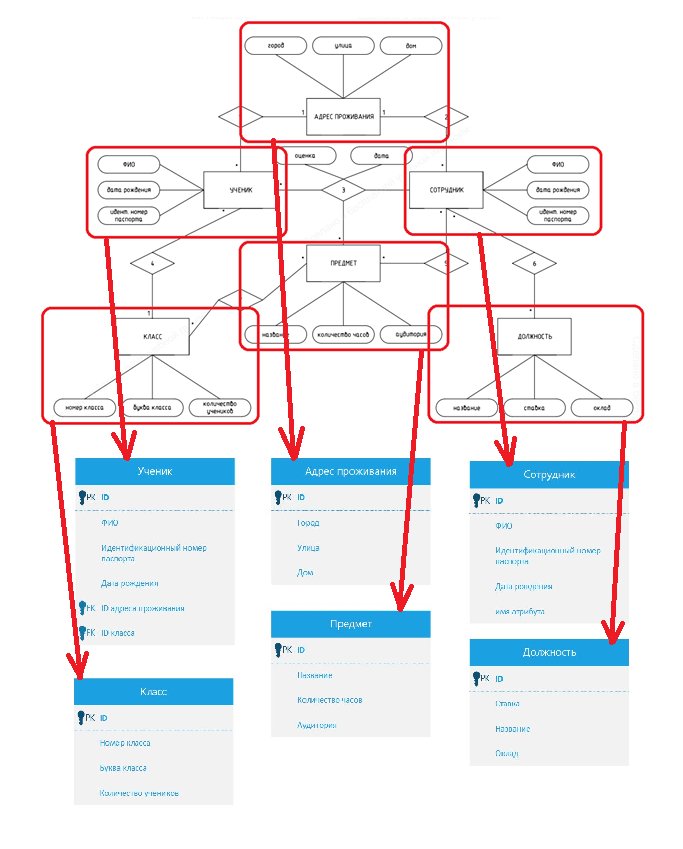 город улица дом
АДРЕС ПРОЖИВАНИЯ
1 1 2
оценка дата
ФИО ФИО
дата рождения УЧЕНИК 3 СОТРУДНИК дата рождения
идент. номер
паспорта
идент. номер
паспорта
4 ПРЕДМЕТ 5 6
1
КЛАСС название количество часов аудитория ДОЛЖНОСТЬ
номер класса буква класса количество
учеников
название ставка оклад
Ученик
PK ID
ФИО
Идентификационный номер
паспорта
Дата рождения
FK ID адреса проживания
FK ID класса
Адрес проживания
PK ID
Город
Улица
Дом
Сотрудник
PK ID
ФИО
Идентификационный номер
паспорта
Дата рождения
имя атрибута
Предмет
PK ID
Название
Количество часов
Аудитория
Должность
PK ID
Ставка
Название
Оклад
Класс
PK ID
Номер класса
Буква класса
Количество учеников